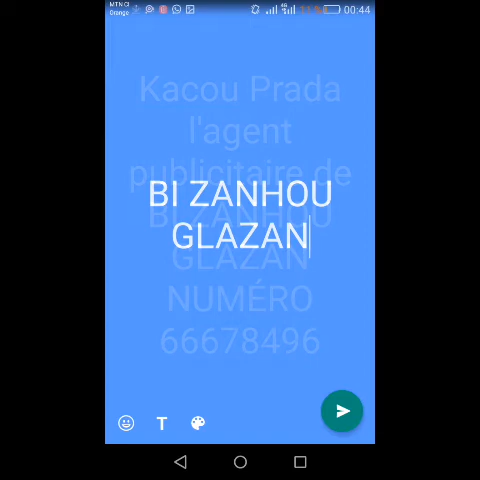 MTN CI
Orange
00:44
Kacou Prada
l'agent
publicitaire de
BI ZANHOU
GLAZAN
BI ZANHOU
GLAZAN
NUMÉRO
66678496
T